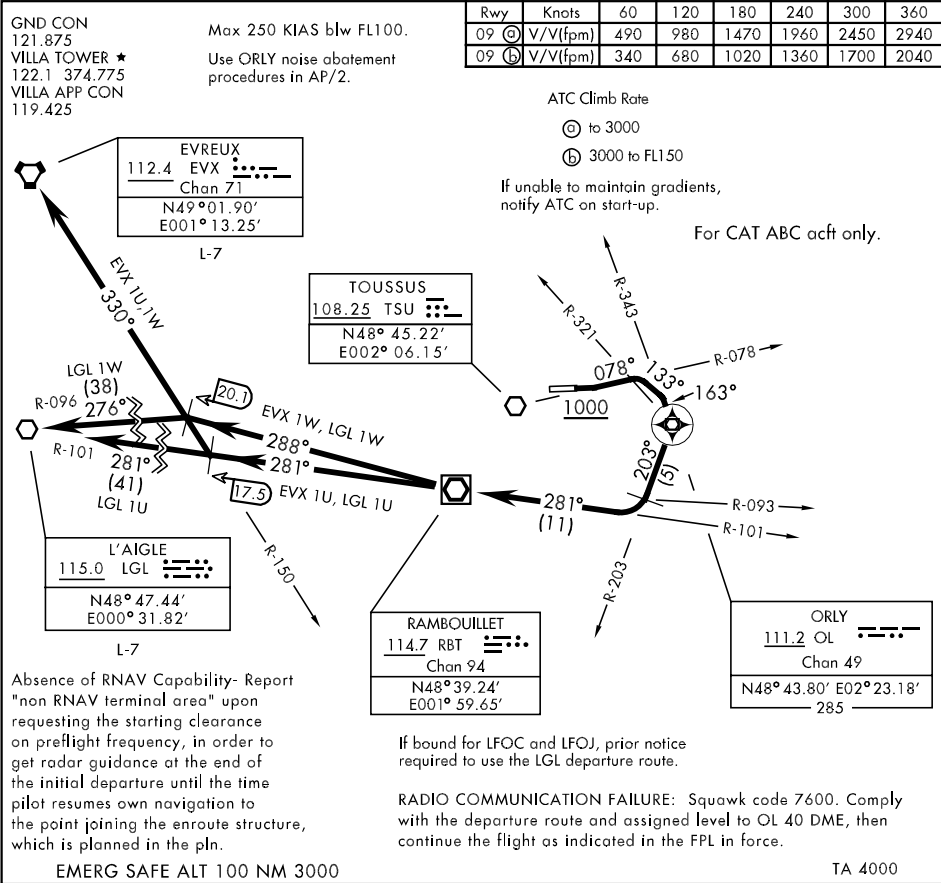 GND CON
121.875
VILLA TOWER ★
122.1 374.775
VILLA APP CON
119.425
Max 250 KIAS blw FL100.
Use ORLY noise abatement
procedures in AP/2.
Rwy Knots 60 120 180 240 300 360
09 ⓐ V/V(fpm) 490 980 1470 1960 2450 2940
09 ⓑ V/V(fpm) 340 680 1020 1360 1700 2040
ATC Climb Rate
ⓐ to 3000
ⓑ 3000 to FL150
If unable to maintain gradients,
notify ATC on start-up.
For CAT ABC acft only.
EVREUX
112.4 EVX
Chan 71
N49°01.90'
E001°13.25'
L-7
TOUSSUS
108.25 TSU
N48° 45.22'
E002° 06.15'
EVX 1U,1W
330°
R-321
R-343
R-078
078°
133°
163°
1000
LGL 1W
(38)
R-096
276°
20.1
EVX 1W, LGL 1W
288°
R-101
281°
(41)
LGL 1U
281°
17.5
EVX 1U, LGL 1U
R-150
203°
(5)
281°
(11)
R-093
R-101
R-203
L'AIGLE
115.0 LGL
N48° 47.44'
E000° 31.82'
L-7
RAMBOUILLET
114.7 RBT
Chan 94
N48° 39.24'
E001° 59.65'
ORLY
111.2 OL
Chan 49
N48° 43.80' E02° 23.18'
285
Absence of RNAV Capability- Report
"non RNAV terminal area" upon
requesting the starting clearance
on preflight frequency, in order to
get radar guidance at the end of
the initial departure until the time
pilot resumes own navigation to
the point joining the enroute structure,
which is planned in the pln.
If bound for LFOC and LFOJ, prior notice
required to use the LGL departure route.
RADIO COMMUNICATION FAILURE: Squawk code 7600. Comply
with the departure route and assigned level to OL 40 DME, then
continue the flight as indicated in the FPL in force.
EMERG SAFE ALT 100 NM 3000
TA 4000